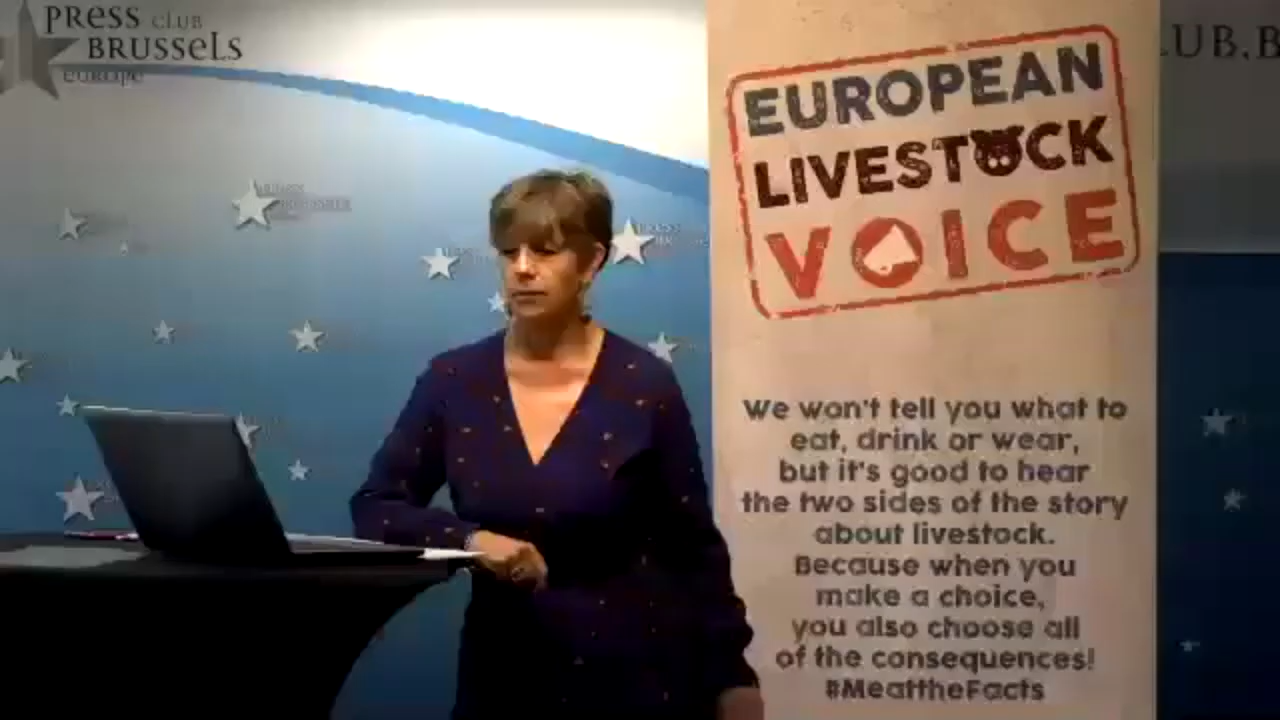 PRESS CLUB
BRUSSELS
europe
EUROPEAN
LIVESTOCK
VOICE
We won't tell you what to
eat, drink or wear,
but it's good to hear
the two sides of the story
about livestock.
Because when you
make a choice,
you also choose all
of the consequences!
#MeattheFacts